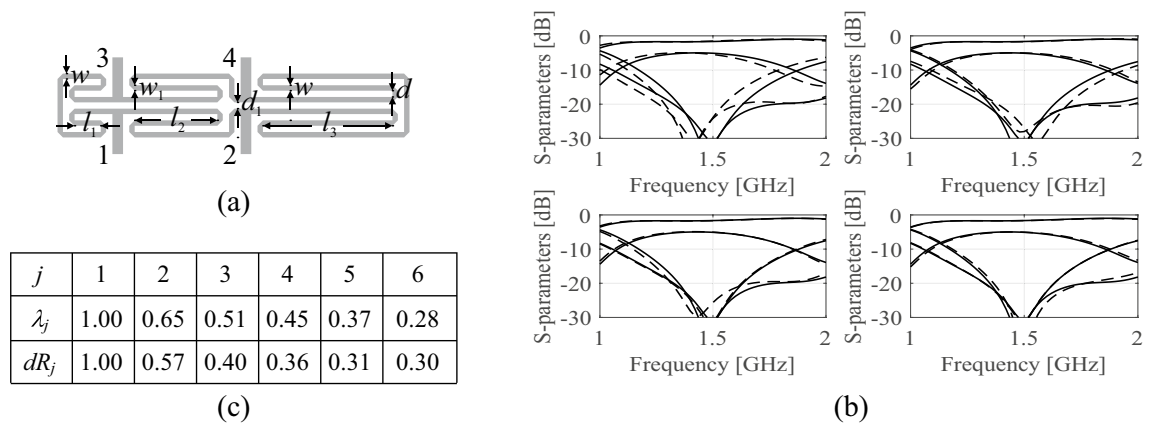 3 4
w w₁ d₁ w d
l₁ l₂ l₃
1 2
(a)
j 1 2 3 4 5 6
λⱼ 1.00 0.65 0.51 0.45 0.37 0.28
dRⱼ 1.00 0.57 0.40 0.36 0.31 0.30
(c)
S-parameters [dB]
0
-10
-20
-30
1 1.5 2
Frequency [GHz]
S-parameters [dB]
0
-10
-20
-30
1 1.5 2
Frequency [GHz]
S-parameters [dB]
0
-10
-20
-30
1 1.5 2
Frequency [GHz]
S-parameters [dB]
0
-10
-20
-30
1 1.5 2
Frequency [GHz]
(b)